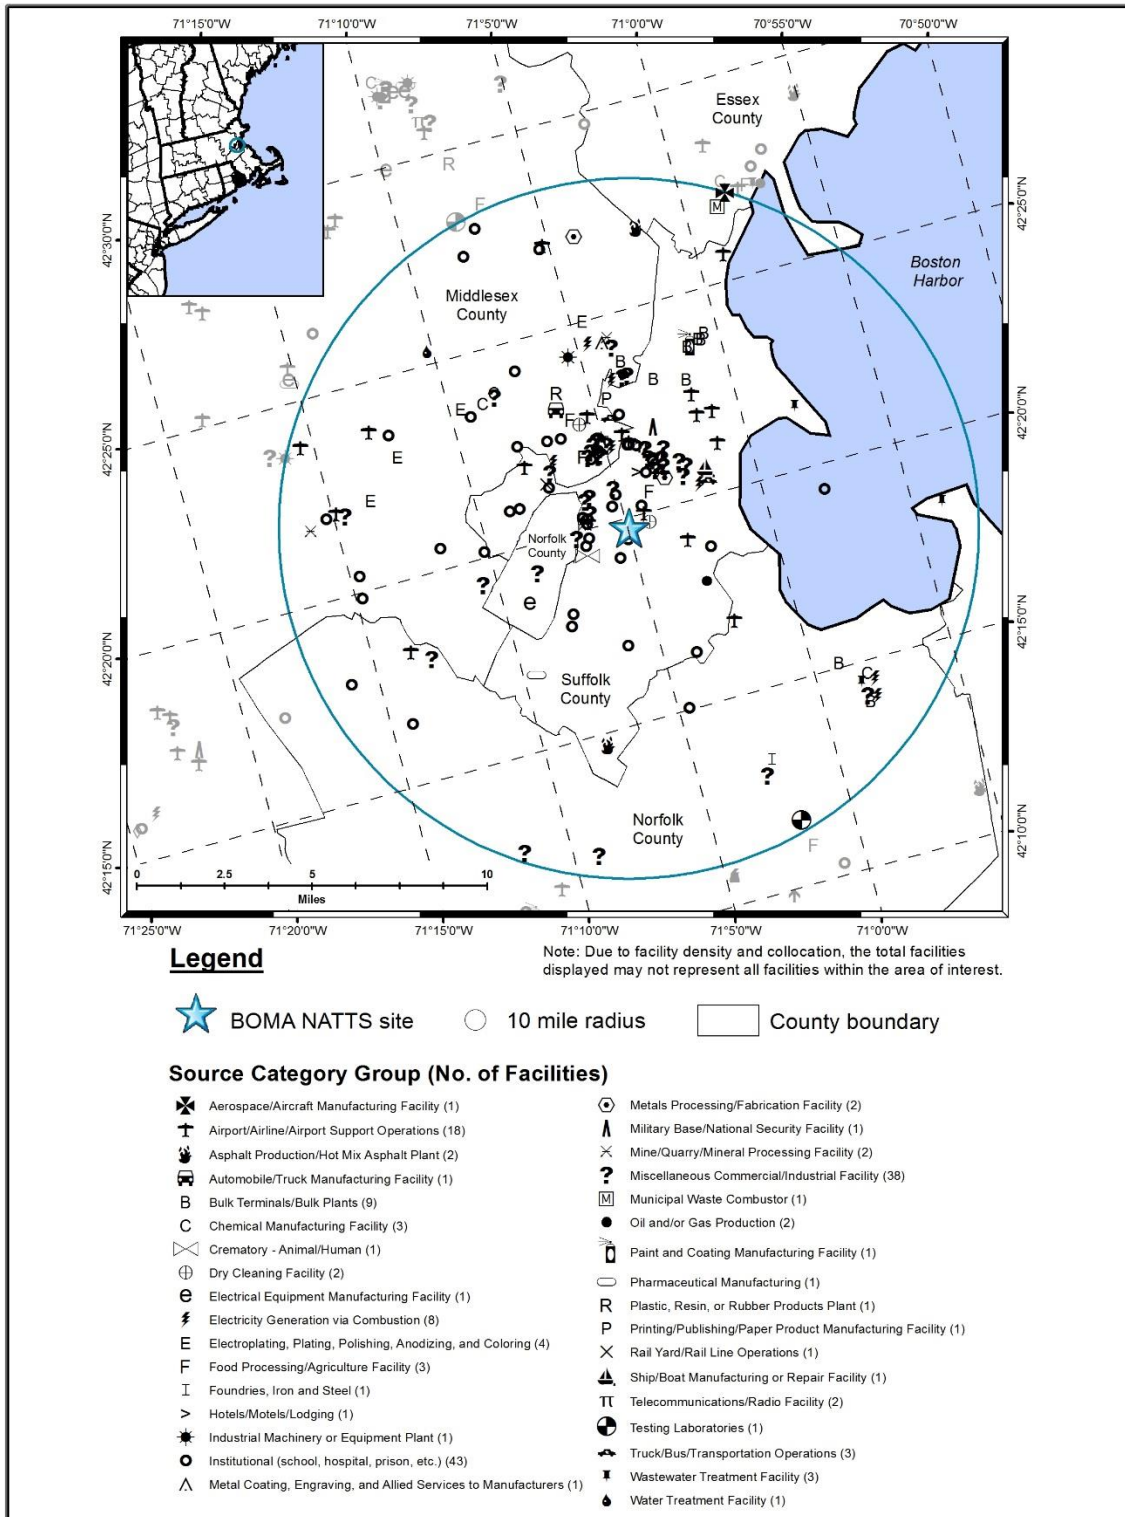 71°15'0"W 71°10'0"W 71°5'0"W 71°0'0"W 70°55'0"W 70°50'0"W
Essex
County
Boston
Harbor
Middlesex
County
Norfolk
County
Suffolk
County
Norfolk
County
42°30'0"N
42°25'0"N
42°20'0"N
42°15'0"N
42°25'0"N
42°20'0"N
42°15'0"N
42°10'0"N
0 2.5 5 10
Miles
71°25'0"W 71°20'0"W 71°15'0"W 71°10'0"W 71°5'0"W 71°0'0"W
Legend
Note: Due to facility density and collocation, the total facilities
displayed may not represent all facilities within the area of interest.
BOMA NATTS site 10 mile radius County boundary
Source Category Group (No. of Facilities)
Aerospace/Aircraft Manufacturing Facility (1)
Airport/Airline/Airport Support Operations (18)
Asphalt Production/Hot Mix Asphalt Plant (2)
Automobile/Truck Manufacturing Facility (1)
B Bulk Terminals/Bulk Plants (9)
C Chemical Manufacturing Facility (3)
Crematory - Animal/Human (1)
Dry Cleaning Facility (2)
e Electrical Equipment Manufacturing Facility (1)
Electricity Generation via Combustion (8)
E Electroplating, Plating, Polishing, Anodizing, and Coloring (4)
F Food Processing/Agriculture Facility (3)
I Foundries, Iron and Steel (1)
> Hotels/Motels/Lodging (1)
Industrial Machinery or Equipment Plant (1)
Institutional (school, hospital, prison, etc.) (43)
Metal Coating, Engraving, and Allied Services to Manufacturers (1)
Metals Processing/Fabrication Facility (2)
Military Base/National Security Facility (1)
Mine/Quarry/Mineral Processing Facility (2)
? Miscellaneous Commercial/Industrial Facility (38)
M Municipal Waste Combustor (1)
Oil and/or Gas Production (2)
Paint and Coating Manufacturing Facility (1)
Pharmaceutical Manufacturing (1)
R Plastic, Resin, or Rubber Products Plant (1)
P Printing/Publishing/Paper Product Manufacturing Facility (1)
Rail Yard/Rail Line Operations (1)
Ship/Boat Manufacturing or Repair Facility (1)
Telecommunications/Radio Facility (2)
Testing Laboratories (1)
Truck/Bus/Transportation Operations (3)
Wastewater Treatment Facility (3)
Water Treatment Facility (1)